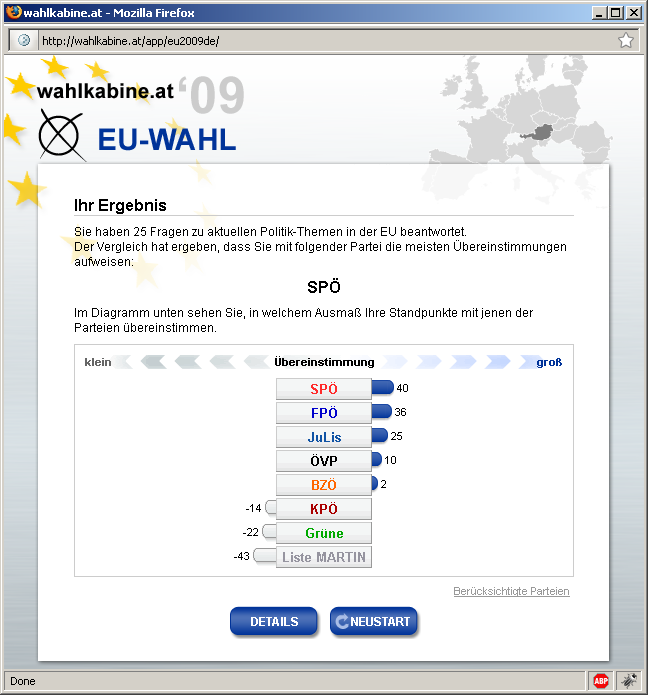 wahlkabine.at - Mozilla Firefox
http://wahlkabine.at/app/eu2009de/
wahlkabine.at '09
EU-WAHL
Ihr Ergebnis
Sie haben 25 Fragen zu aktuellen Politik-Themen in der EU beantwortet.
Der Vergleich hat ergeben, dass Sie mit folgender Partei die meisten Übereinstimmungen
aufweisen:
SPÖ
Im Diagramm unten sehen Sie, in welchem Ausmaß Ihre Standpunkte mit jenen der
Parteien übereinstimmen.
klein Übereinstimmung groß
SPÖ 40
FPÖ 36
JuLis 25
ÖVP 10
BZÖ 2
-14 KPÖ
-22 Grüne
-43 Liste MARTIN
Berücksichtigte Parteien
DETAILS NEUSTART
Done ABP